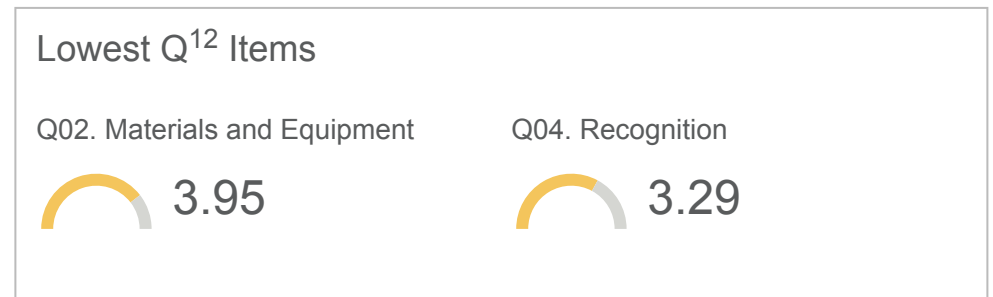 Lowest Q¹² Items
Q02. Materials and Equipment
3.95
Q04. Recognition
3.29